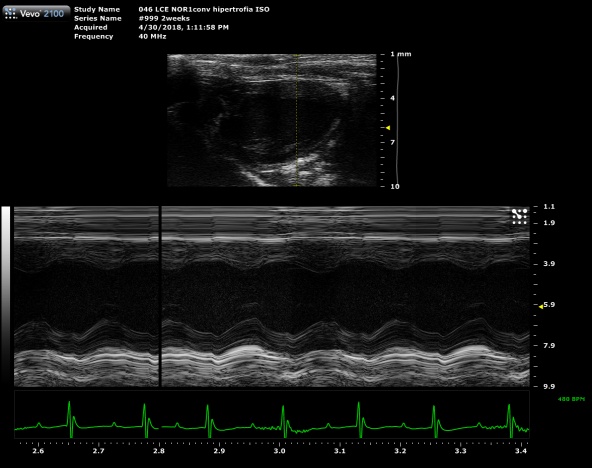 Vevo 2100
Study Name 046 LCE NOR1conv hipertrofia ISO
Series Name #999 2weeks
Acquired 4/30/2018, 1:11:58 PM
Frequency 40 MHz
1 mm
4
7
10
1.1
1.9
3.9
5.9
7.9
9.9
480 BPM
2.6 2.7 2.8 2.9 3.0 3.1 3.2 3.3 3.4